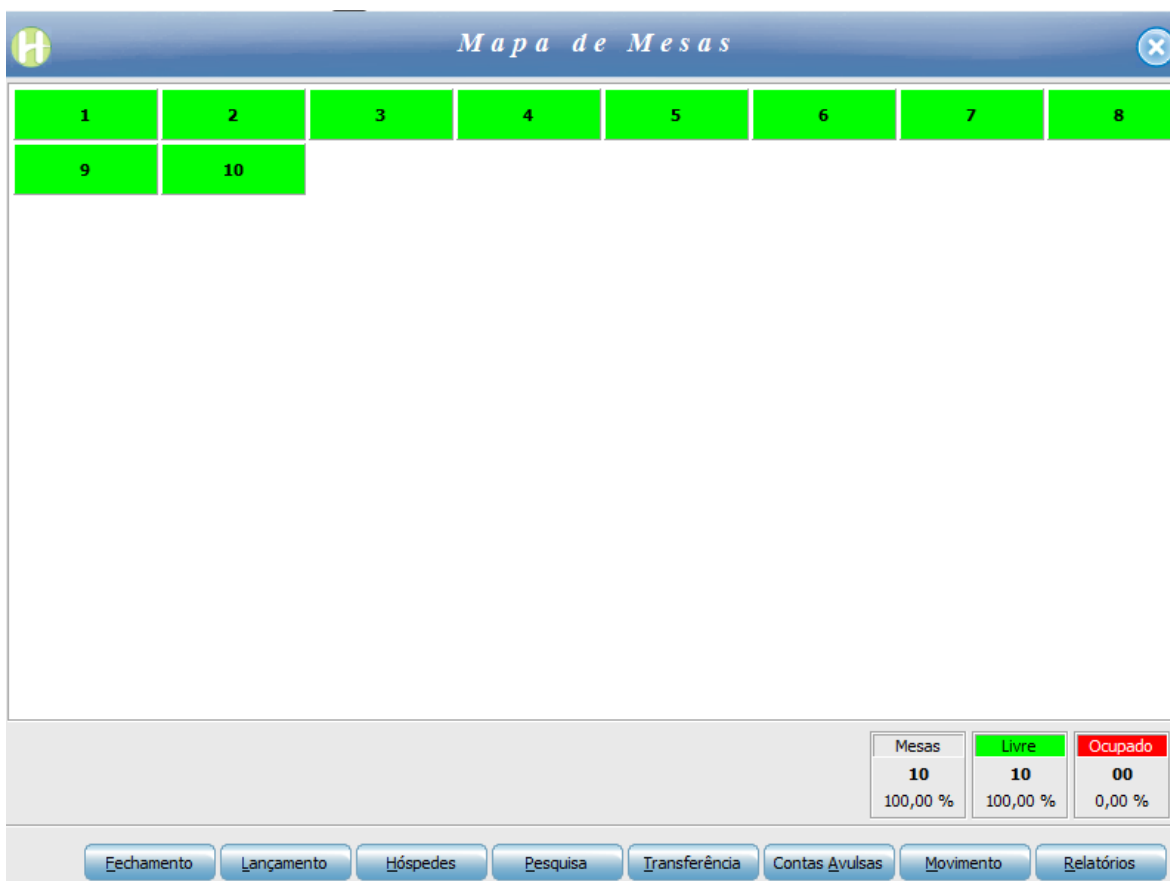 H
Mapa de Mesas
1 2 3 4 5 6 7 8
9 10
Mesas Livre Ocupado
10 10 00
100,00 % 100,00 % 0,00 %
Fechamento Lançamento Hóspedes Pesquisa Transferência Contas Avulsas Movimento Relatórios